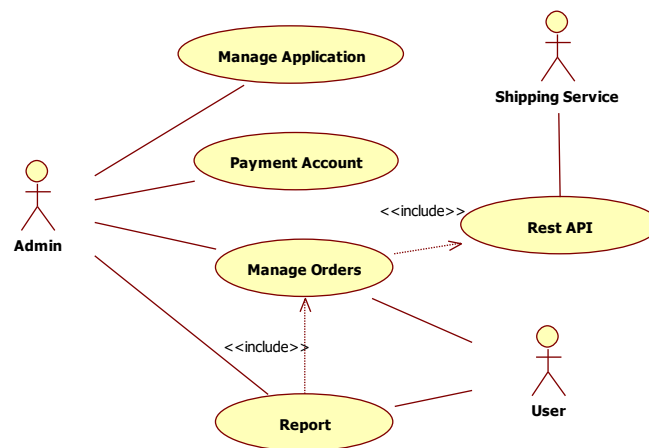 Manage Application
Shipping Service
Payment Account
<<include>>
Rest API
Admin
Manage Orders
<<include>>
User
Report